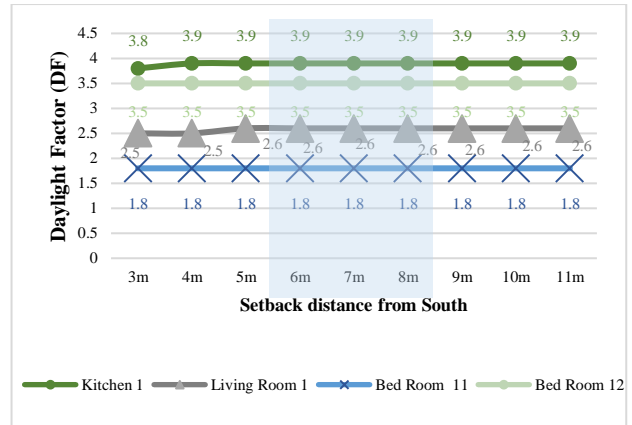 4.5
4
3.5
3
2.5
2
1.5
1
0.5
0
Daylight Factor (DF)
3.8 3.9 3.9 3.9 3.9 3.9 3.9 3.9 3.9
3.5 3.5 3.5 3.5 3.5 3.5 3.5 3.5 3.5
2.5 2.5 2.6 2.6 2.6 2.6 2.6 2.6 2.6
1.8 1.8 1.8 1.8 1.8 1.8 1.8 1.8 1.8
3m 4m 5m 6m 7m 8m 9m 10m 11m
Setback distance from South
Kitchen 1 Living Room 1 Bed Room 11 Bed Room 12